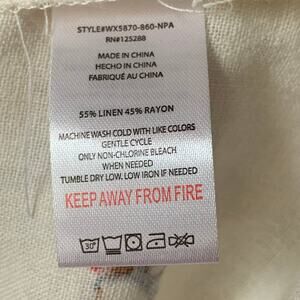 STYLE#WX5870-860-NPA
RN#125288
MADE IN CHINA
HECHO IN CHINA
FABRIQUÉ AU CHINA
55% LINEN 45% RAYON
MACHINE WASH COLD WITH LIKE COLORS
GENTLE CYCLE
ONLY NON-CHLORINE BLEACH
WHEN NEEDED
TUMBLE DRY LOW. LOW IRON IF NEEDED
KEEP AWAY FROM FIRE
30°